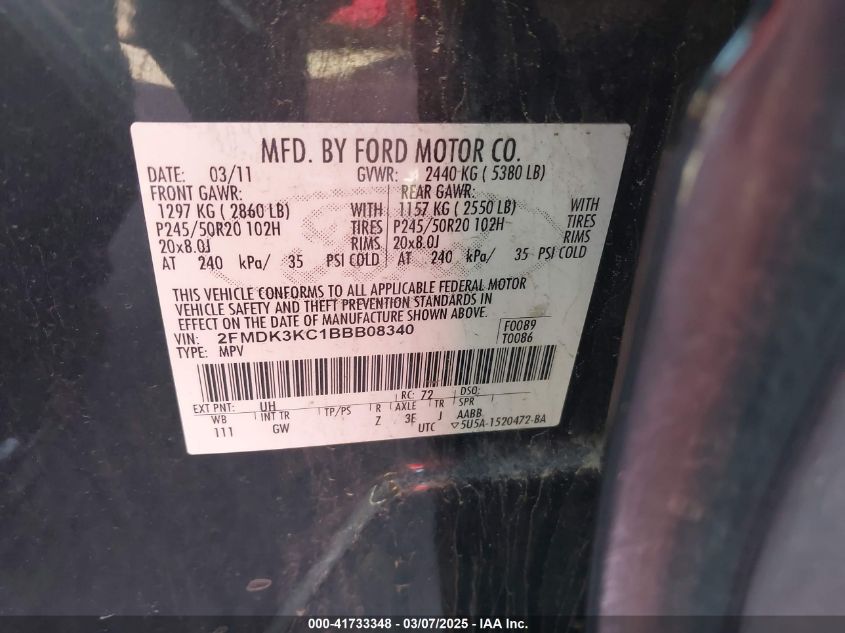 MFD. BY FORD MOTOR CO.
DATE: 03/11 GVWR: 2440 KG ( 5380 LB)
FRONT GAWR: REAR GAWR:
1297 KG ( 2860 LB) WITH 1157 KG ( 2550 LB) WITH
P245/50R20 102H TIRES P245/50R20 102H TIRES
20x8.0J RIMS 20x8.0J RIMS
AT 240 kPa/ 35 PSI COLD AT 240 kPa/ 35 PSI COLD
THIS VEHICLE CONFORMS TO ALL APPLICABLE FEDERAL MOTOR
VEHICLE SAFETY AND THEFT PREVENTION STANDARDS IN
EFFECT ON THE DATE OF MANUFACTURE SHOWN ABOVE.
VIN: 2FMDK3KC1BBB08340 F0089
TYPE: MPV T0086
EXT PNT: UH RC: 72 DSO:
WB INT TR TP/PS R AXLE TR SPR
111 GW Z 3E J AABB
UTC ▽5U5A-1520472-BA
000-41733348 - 03/07/2025 - IAA Inc.